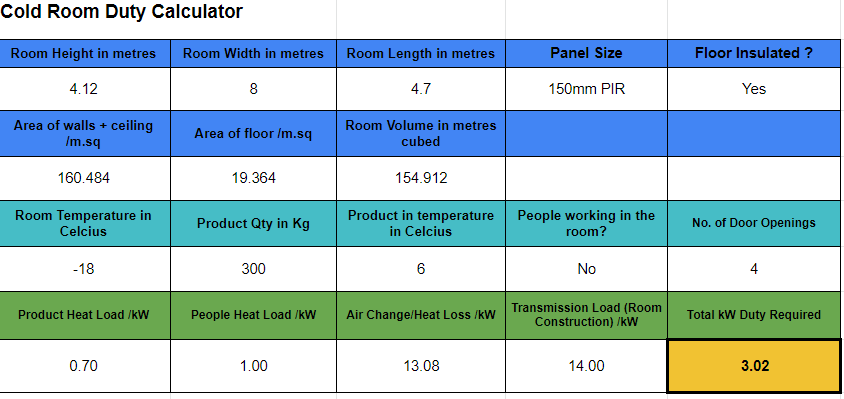 Cold Room Duty Calculator
Room Height in metres Room Width in metres Room Length in metres Panel Size Floor Insulated ?
4.12 8 4.7 150mm PIR Yes
Area of walls + ceiling
/m.sq
Area of floor /m.sq
Room Volume in metres
cubed
160.484 19.364 154.912
Room Temperature in
Celcius
Product Qty in Kg
Product in temperature
in Celcius
People working in the
room?
No. of Door Openings
-18 300 6 No 4
Product Heat Load /kW People Heat Load /kW Air Change/Heat Loss /kW
Transmission Load (Room
Construction) /kW
Total kW Duty Required
0.70 1.00 13.08 14.00 3.02